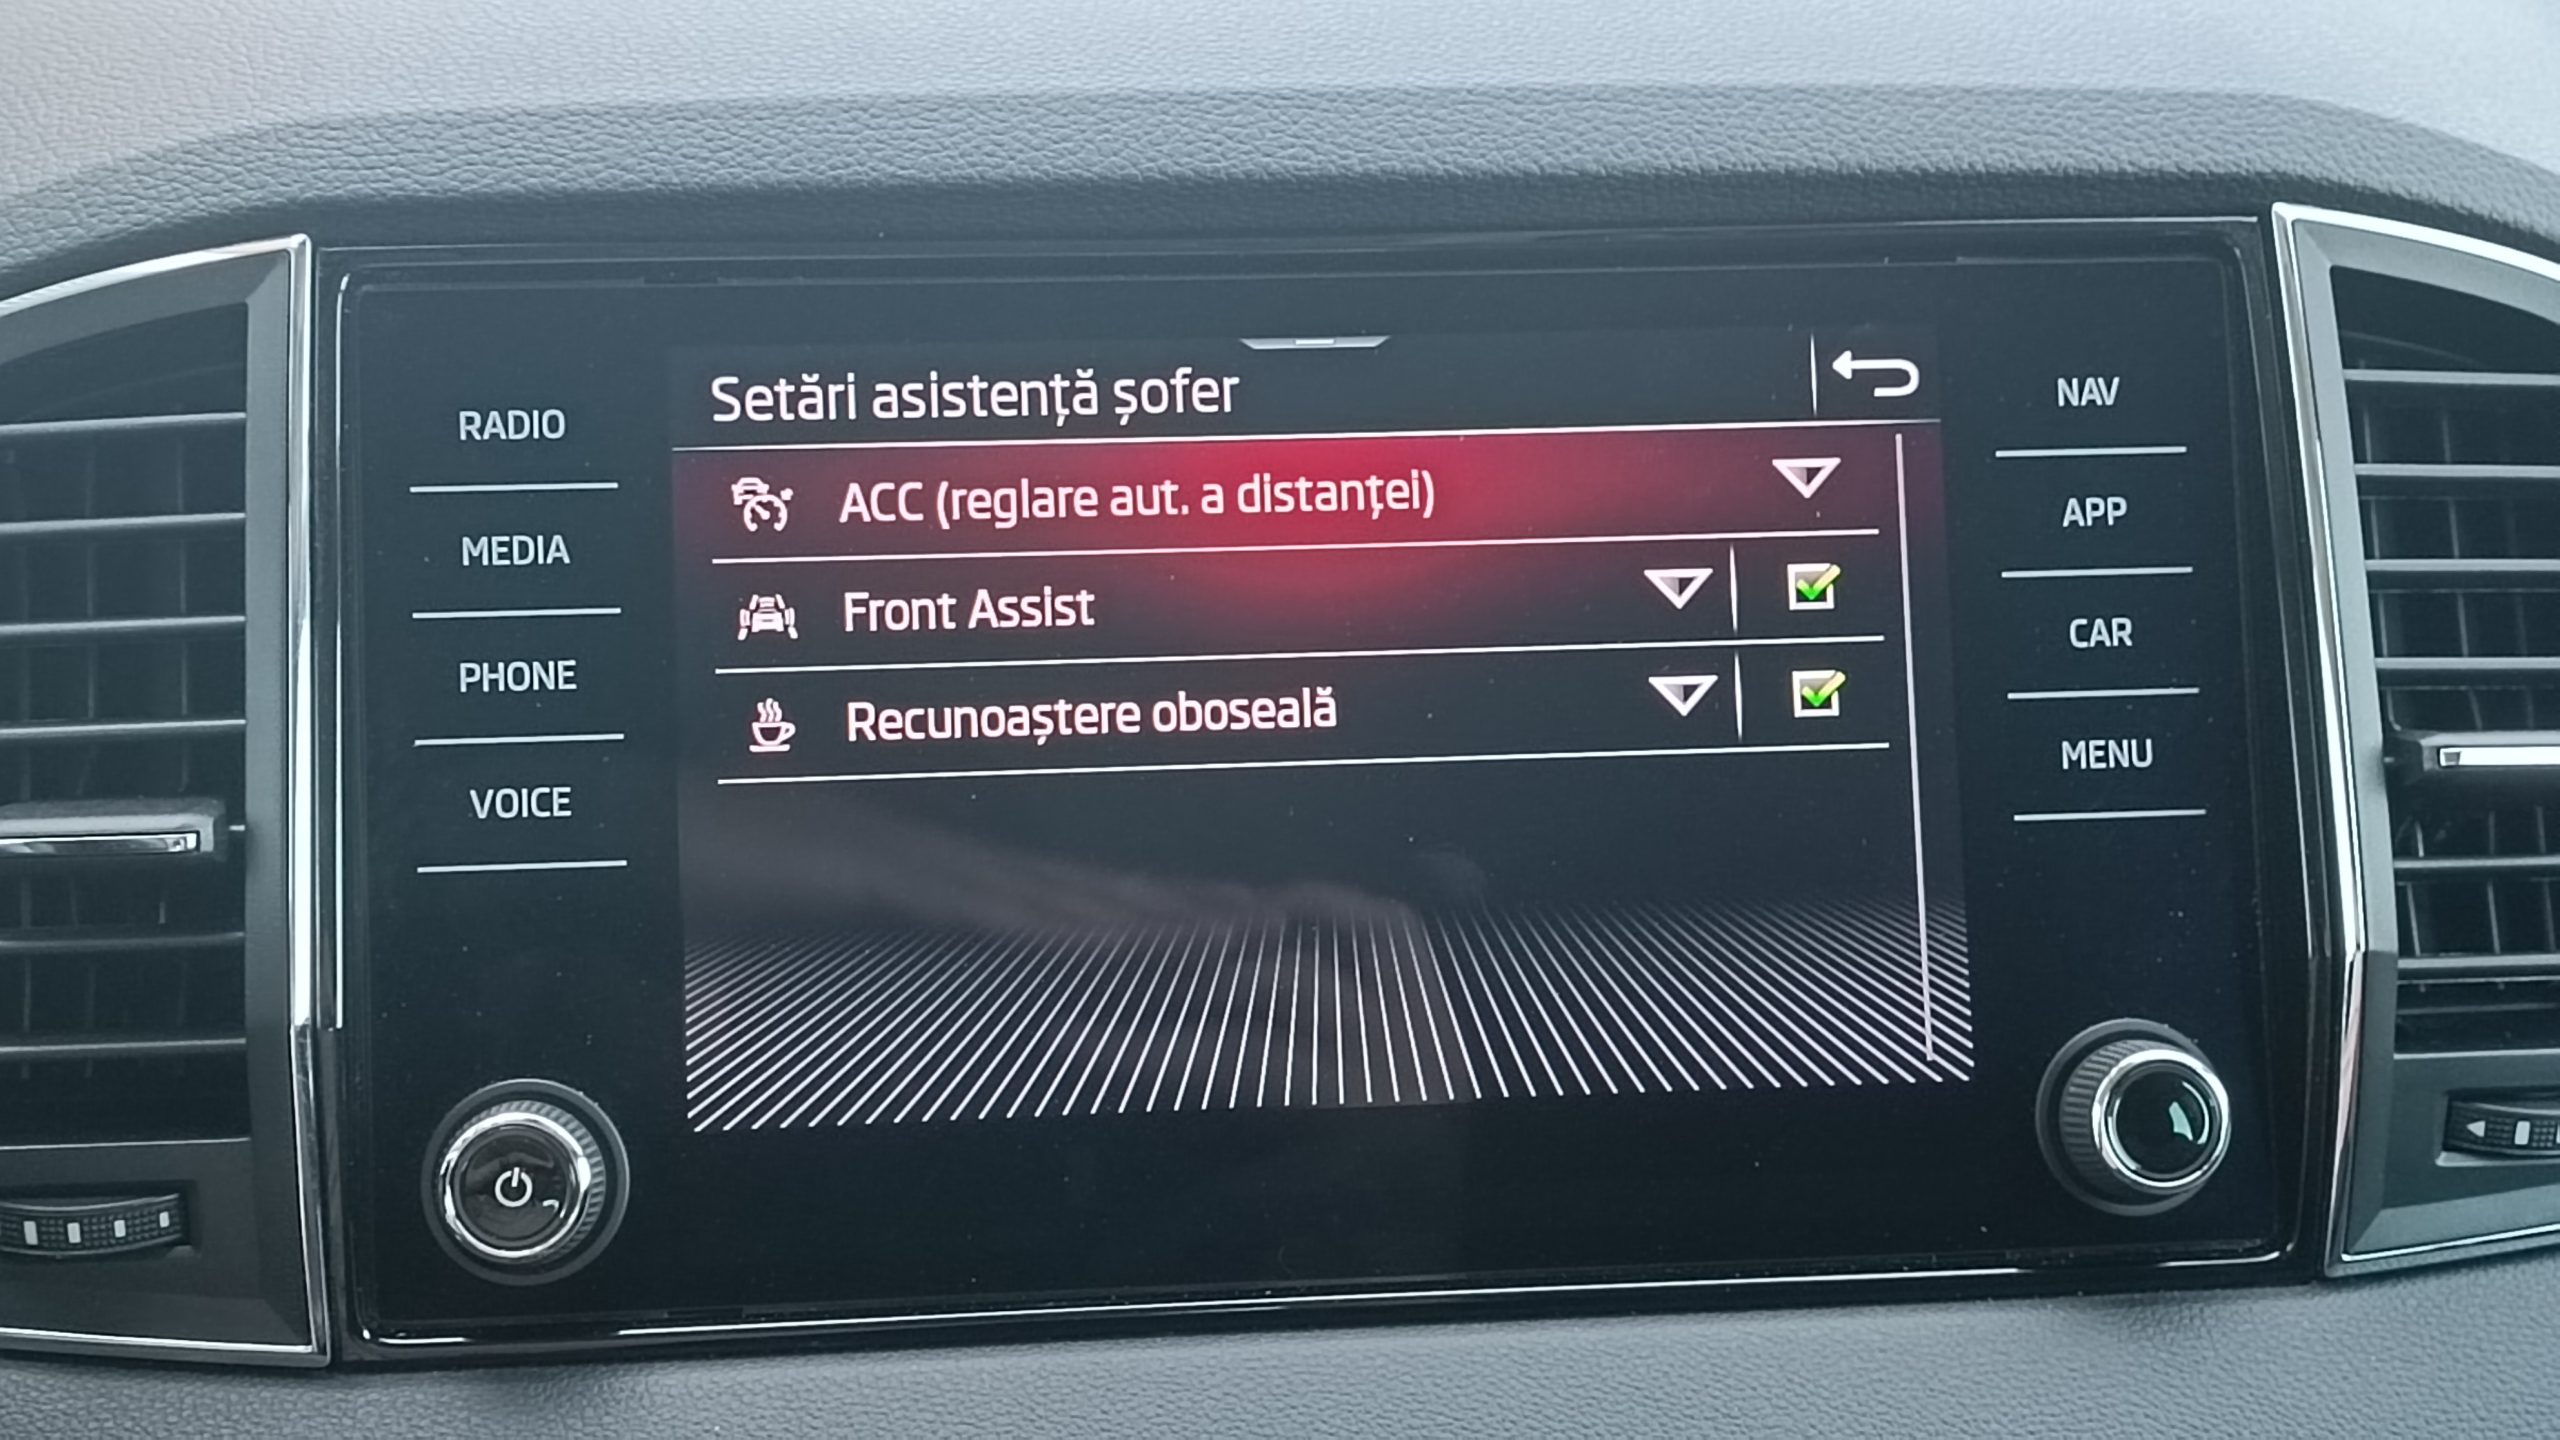 Setări asistență șofer
ACC (reglare aut. a distanței)
Front Assist
Recunoaștere oboseală
RADIO
MEDIA
PHONE
VOICE
NAV
APP
CAR
MENU